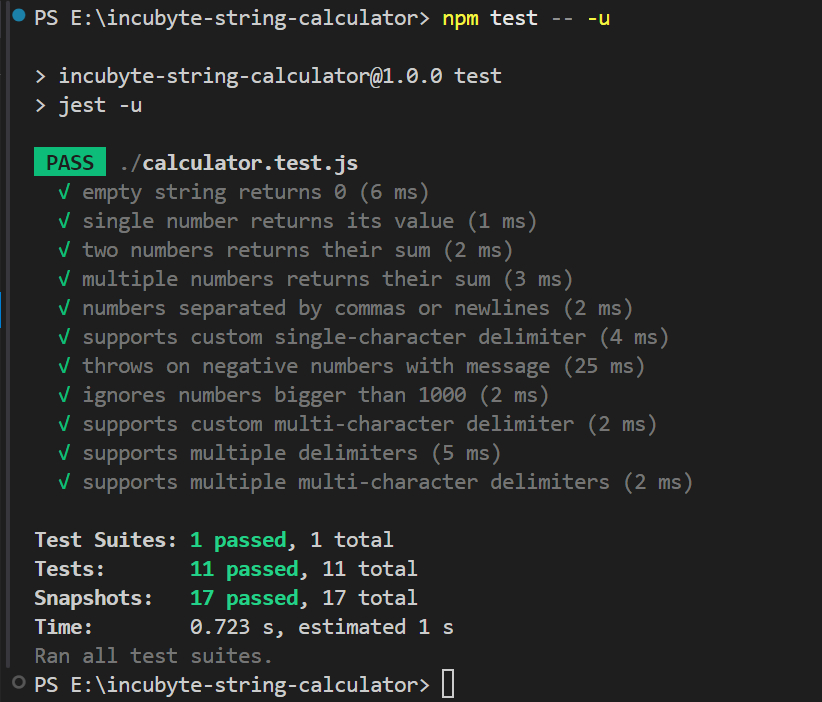 PS E:\incubyte-string-calculator> npm test -- -u
> incubyte-string-calculator@1.0.0 test
> jest -u
PASS ./calculator.test.js
√ empty string returns 0 (6 ms)
√ single number returns its value (1 ms)
√ two numbers returns their sum (2 ms)
√ multiple numbers returns their sum (3 ms)
√ numbers separated by commas or newlines (2 ms)
√ supports custom single-character delimiter (4 ms)
√ throws on negative numbers with message (25 ms)
√ ignores numbers bigger than 1000 (2 ms)
√ supports custom multi-character delimiter (2 ms)
√ supports multiple delimiters (5 ms)
√ supports multiple multi-character delimiters (2 ms)
Test Suites: 1 passed, 1 total
Tests: 11 passed, 11 total
Snapshots: 17 passed, 17 total
Time: 0.723 s, estimated 1 s
Ran all test suites.
PS E:\incubyte-string-calculator>